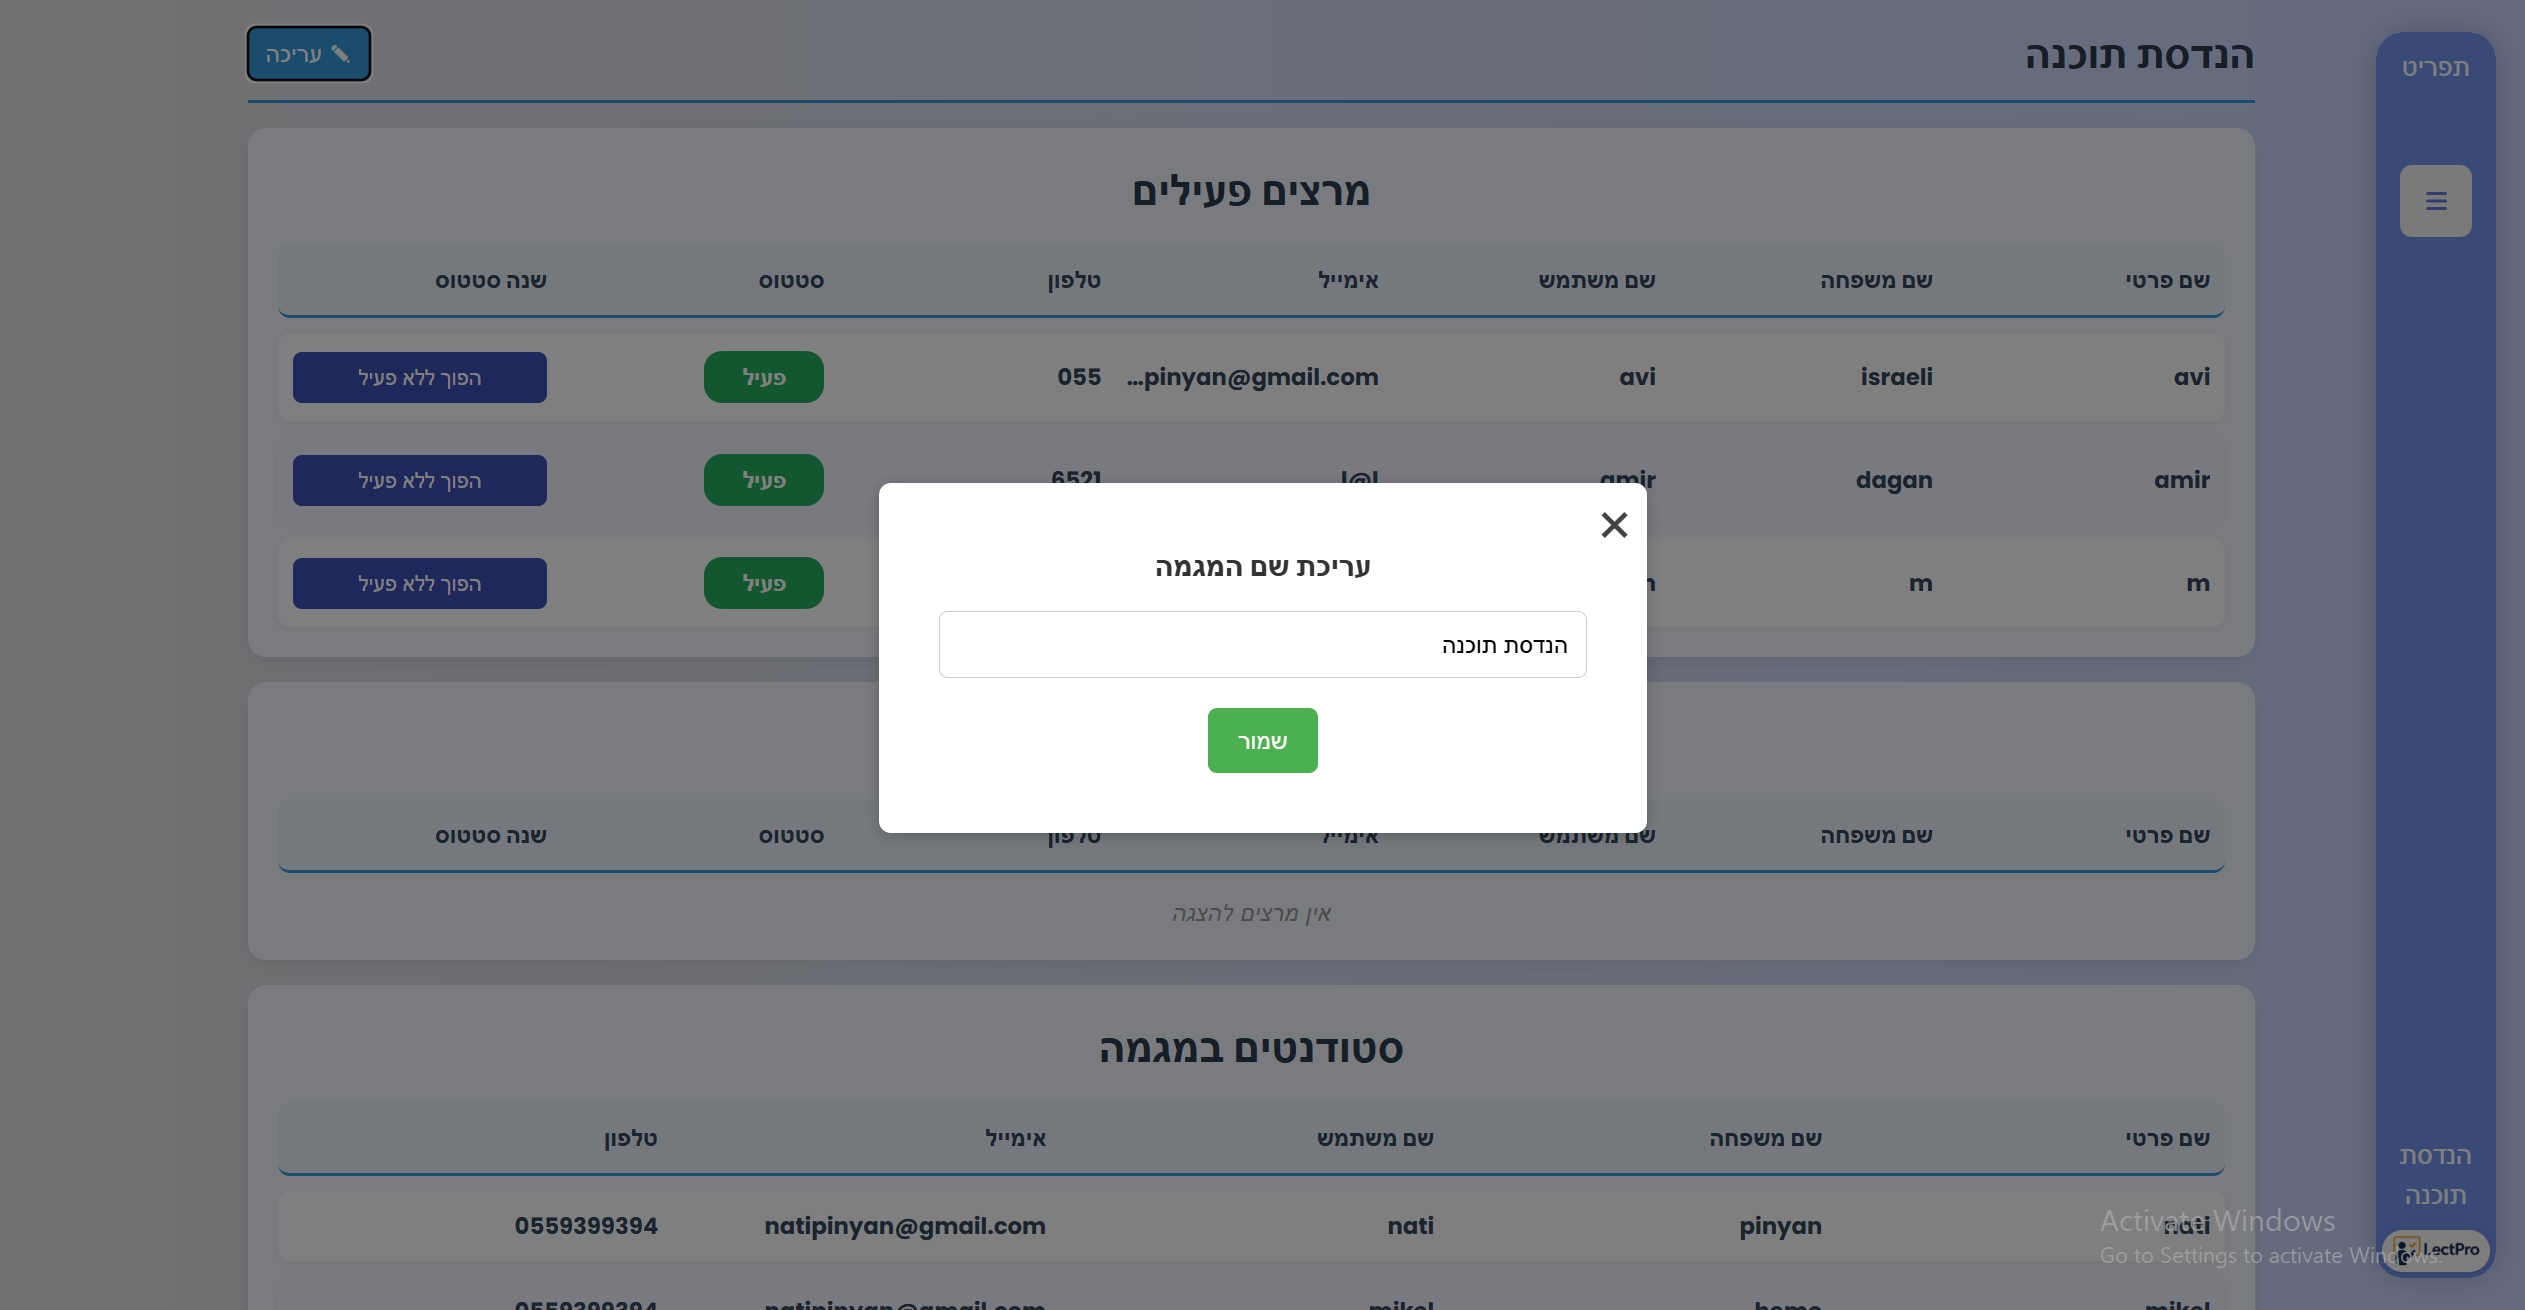 תפריט
הנדסת תוכנה
עריכה
מרצים פעילים
שם פרטי שם משפחה שם משתמש אימייל טלפון סטטוס שנה סטטוס
avi israeli avi pinyan@gmail.com... 055 פעיל הפוך ללא פעיל
amir dagan amir l@l 6521 פעיל הפוך ללא פעיל
m m פעיל הפוך ללא פעיל
עריכת שם המגמה
הנדסת תוכנה
שמור
שם פרטי שם משפחה שם משתמש אימייל טלפון סטטוס שנה סטטוס
אין מרצים להצגה
סטודנטים במגמה
שם פרטי שם משפחה שם משתמש אימייל טלפון
nati pinyan nati natipinyan@gmail.com 0559399394
mikel homo mikel natipinyan@gmail.com 0559399394
הנדסת
תוכנה
LectPro
Activate Windows
Go to Settings to activate Windows.